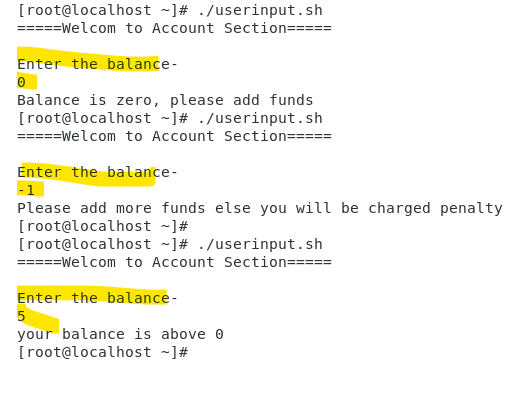 [root@localhost ~]# ./userinput.sh
=====Welcom to Account Section=====
Enter the balance-
0
Balance is zero, please add funds
[root@localhost ~]# ./userinput.sh
=====Welcom to Account Section=====
Enter the balance-
-1
Please add more funds else you will be charged penalty
[root@localhost ~]#
[root@localhost ~]# ./userinput.sh
=====Welcom to Account Section=====
Enter the balance-
5
your balance is above 0
[root@localhost ~]#